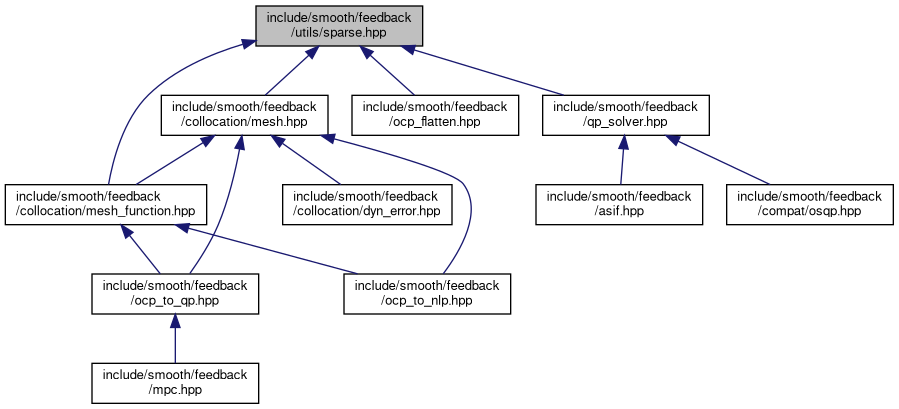 include/smooth/feedback
/utils/sparse.hpp
include/smooth/feedback
/collocation/mesh.hpp
include/smooth/feedback
/ocp_flatten.hpp
include/smooth/feedback
/qp_solver.hpp
include/smooth/feedback
/collocation/mesh_function.hpp
include/smooth/feedback
/collocation/dyn_error.hpp
include/smooth/feedback
/asif.hpp
include/smooth/feedback
/compat/osqp.hpp
include/smooth/feedback
/ocp_to_qp.hpp
include/smooth/feedback
/ocp_to_nlp.hpp
include/smooth/feedback
/mpc.hpp